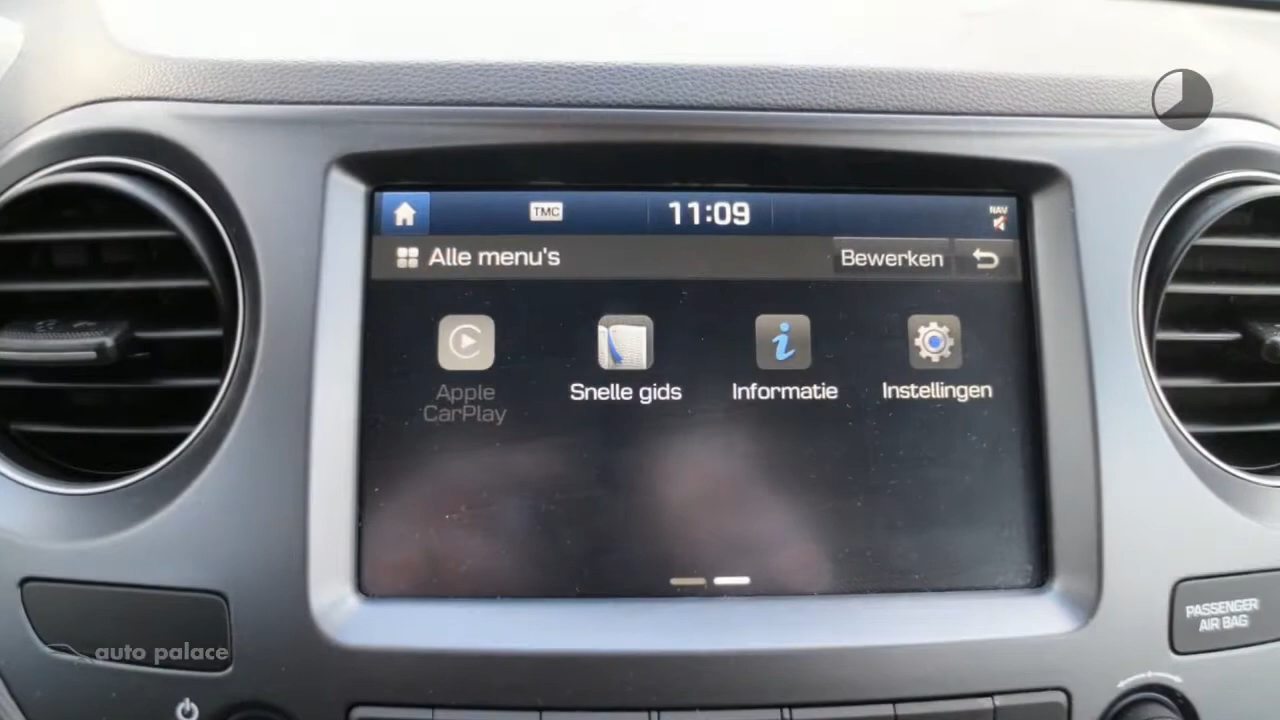 TMC
11:09
NAV
Alle menu's
Bewerken
Apple
CarPlay
Snelle gids
Informatie
Instellingen
PASSENGER
AIR BAG
auto palace